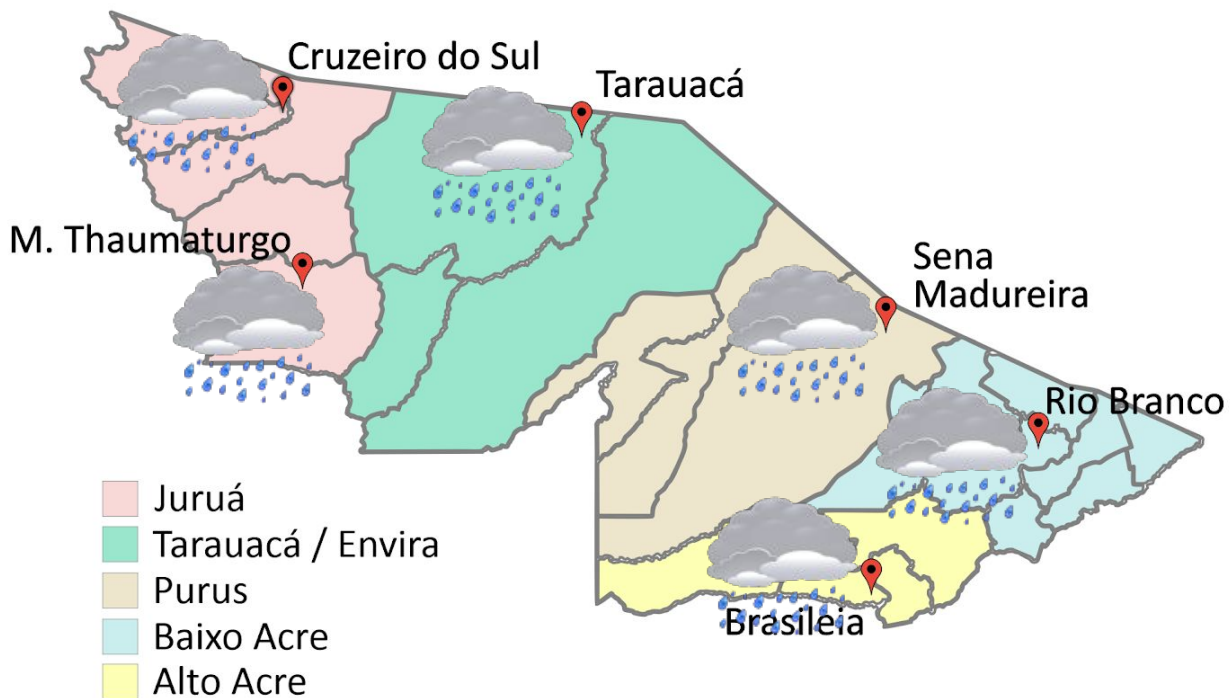 Cruzeiro do Sul
Tarauacá
M. Thaumaturgo
Sena
Madureira
Rio Branco
Brasileia
Juruá
Tarauacá / Envira
Purus
Baixo Acre
Alto Acre